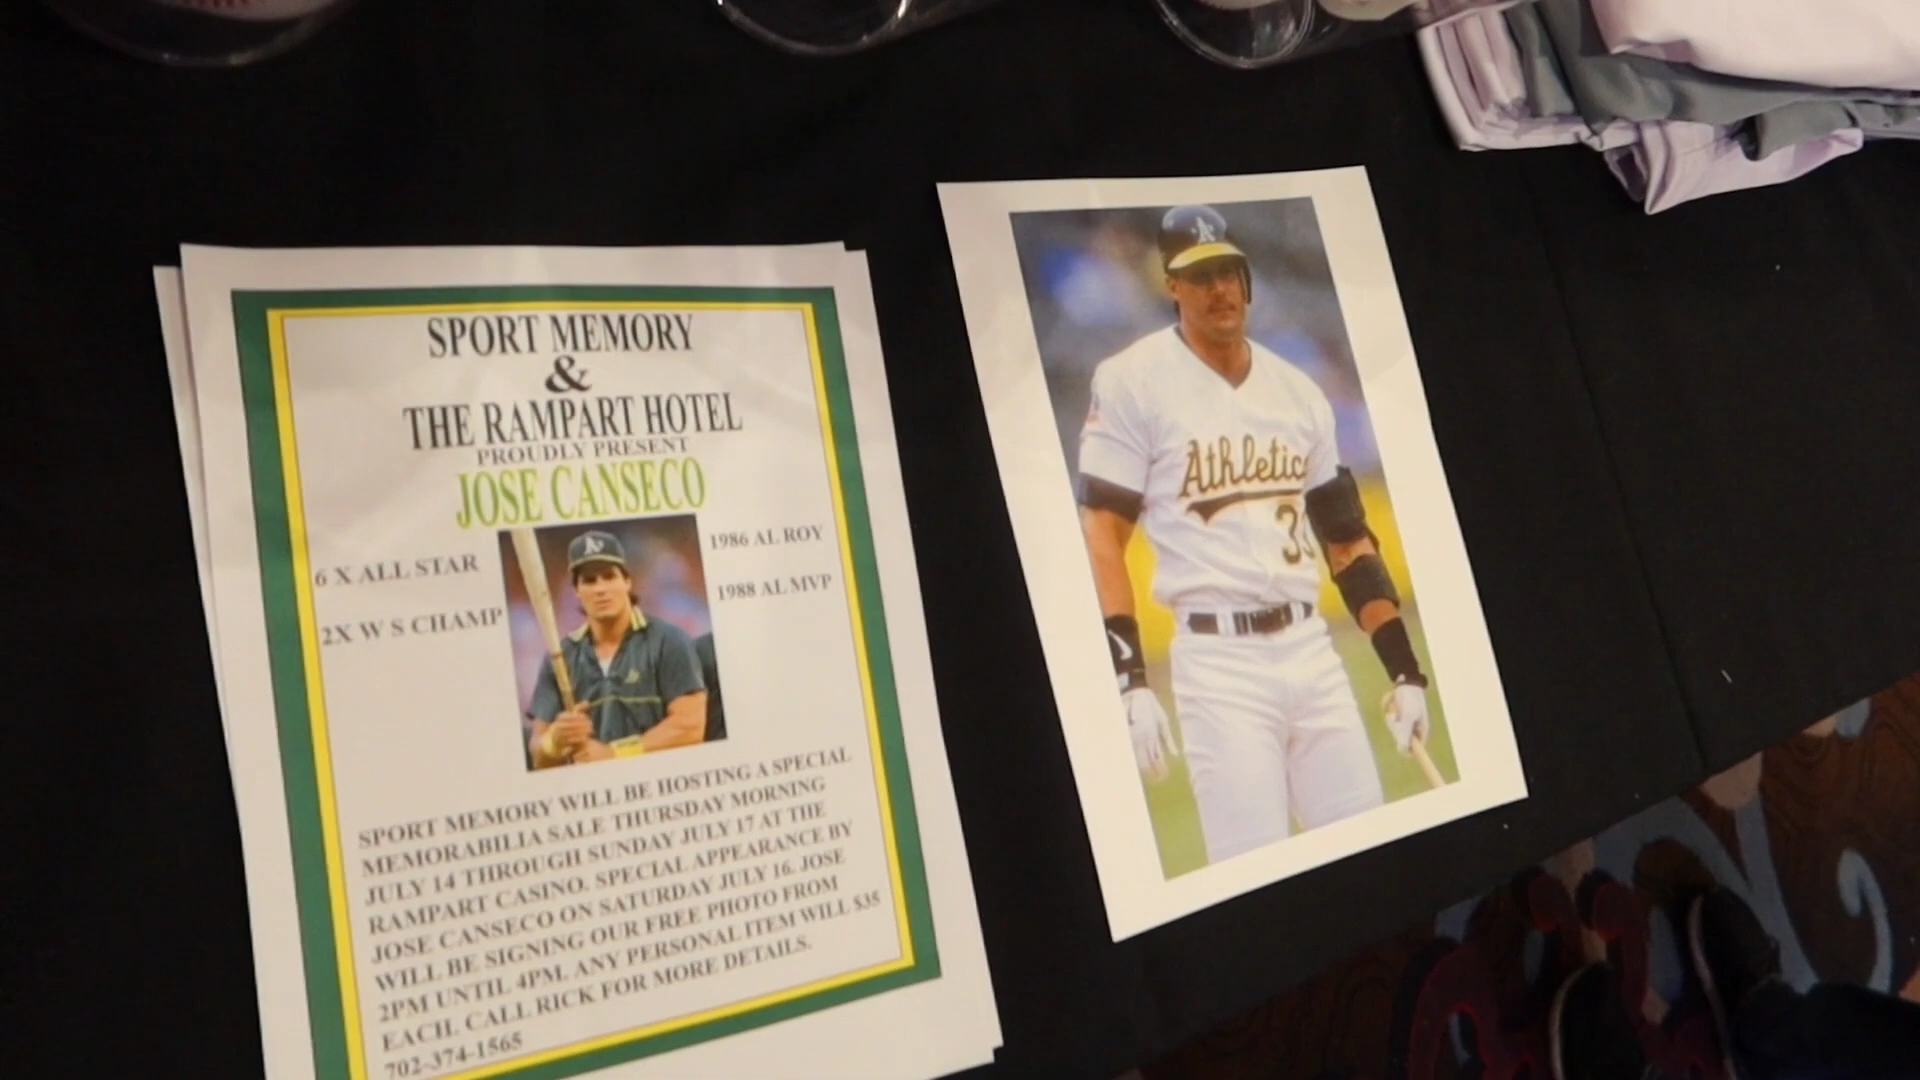 SPORT MEMORY
&
THE RAMPART HOTEL
PROUDLY PRESENT
JOSE CANSECO
6 X ALL STAR
2X W S CHAMP
1986 AL ROY
1988 AL MVP
SPORT MEMORY WILL BE HOSTING A SPECIAL
MEMORABILIA SALE THURSDAY MORNING
JULY 14 THROUGH SUNDAY JULY 17 AT THE
RAMPART CASINO. SPECIAL APPEARANCE BY
JOSE CANSECO ON SATURDAY JULY 16. JOSE
WILL BE SIGNING OUR FREE PHOTO FROM
2PM UNTIL 4PM. ANY PERSONAL ITEM WILL $35
EACH. CALL RICK FOR MORE DETAILS.
702-374-1565
A's
Athletics
33